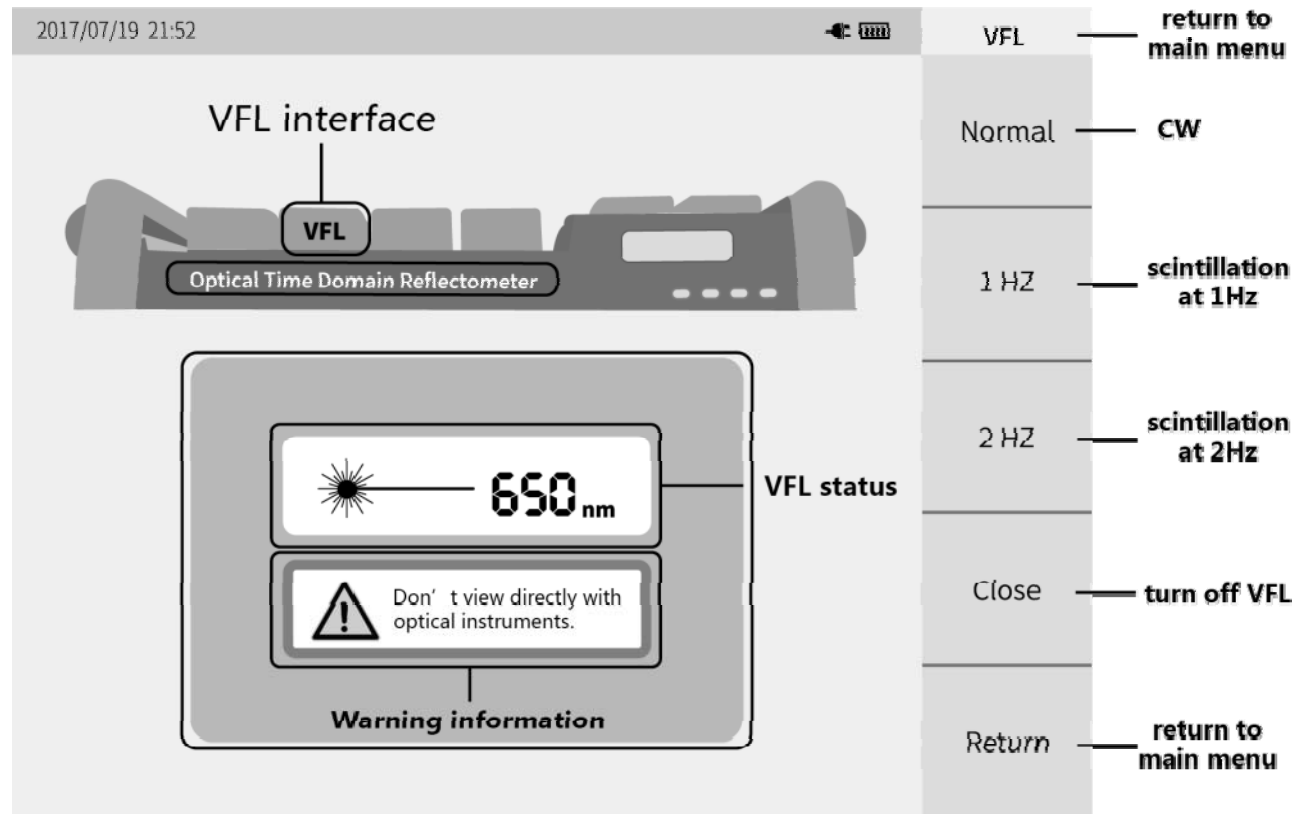 2017/07/19 21:52
VFL
return to
main menu
VFL interface
Normal
CW
VFL
Optical Time Domain Reflectometer
1 HZ
scintillation
at 1Hz
2 HZ
scintillation
at 2Hz
650nm
VFL status
Don't view directly with
optical instruments.
Close
turn off VFL
Warning information
Return
return to
main menu